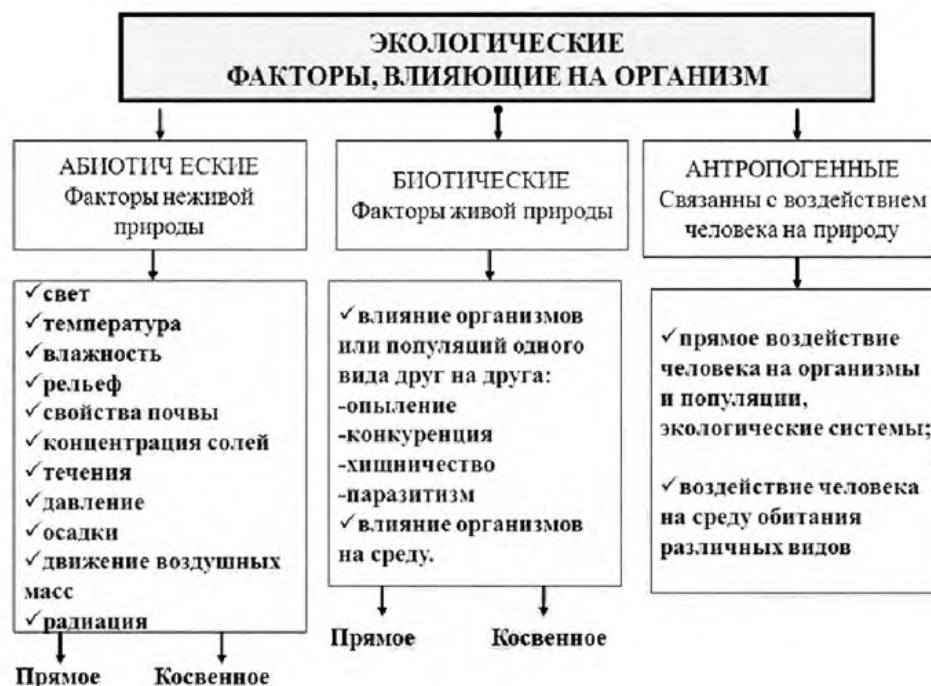 ЭКОЛОГИЧЕСКИЕ
ФАКТОРЫ, ВЛИЯЮЩИЕ НА ОРГАНИЗМ
АБИОТИЧ ЕСКИЕ
Факторы неживой
природы
✓свет
✓температура
✓влажность
✓рельеф
✓свойства почвы
✓концентрация солей
✓течения
✓давление
✓осадки
✓движение воздушных
масс
✓радиация
Прямое
Косвенное
БИОТИЧЕСКИЕ
Факторы живой природы
✓влияние организмов
или популяций одного
вида друг на друга:
-опыление
-конкуренция
-хищничество
-паразитизм
✓влияние организмов
на среду.
Прямое
Косвенное
АНТРОПОГЕННЫЕ
Связанны с воздействием
человека на природу
✓прямое воздействие
человека на организмы
и популяции,
экологические системы;
✓воздействие человека
на среду обитания
различных видов